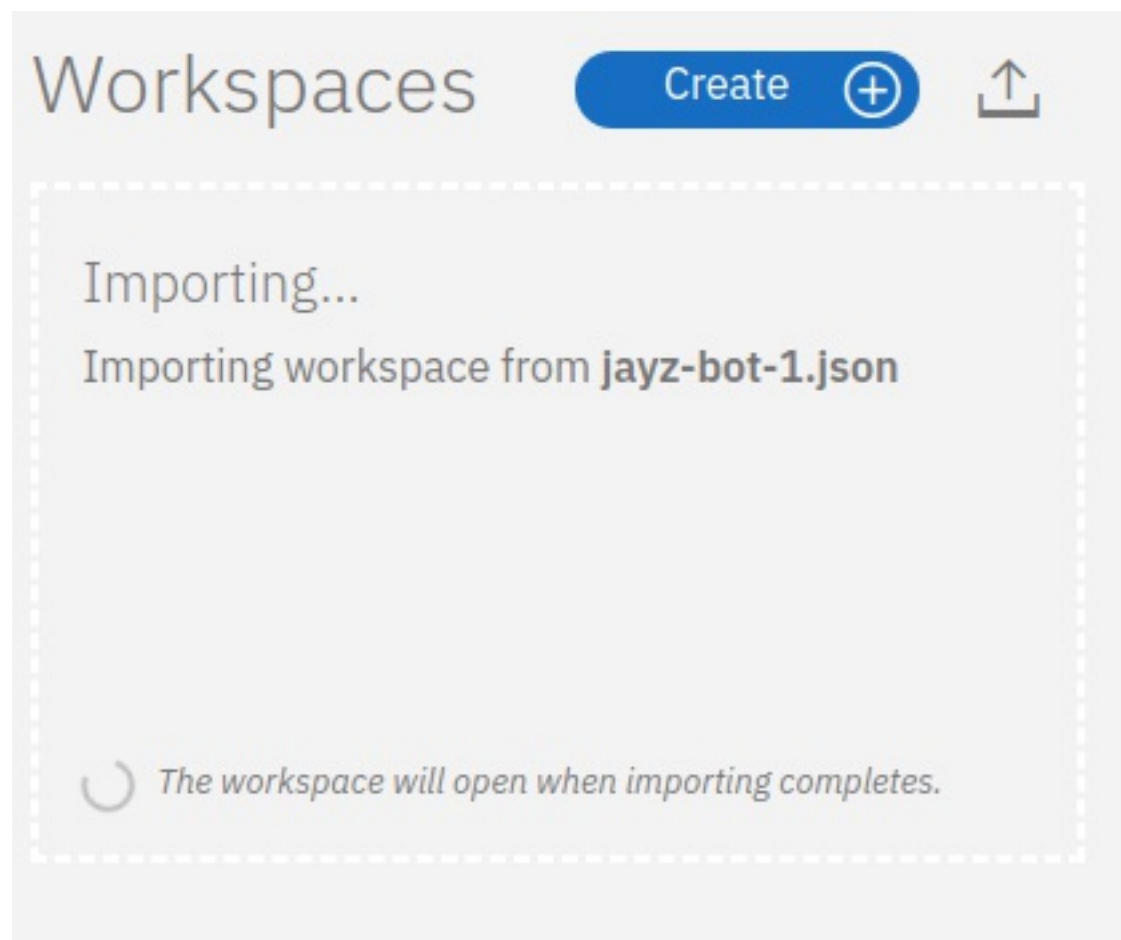 Workspaces
Create
Importing...
Importing workspace from jayz-bot-1.json
The workspace will open when importing completes.